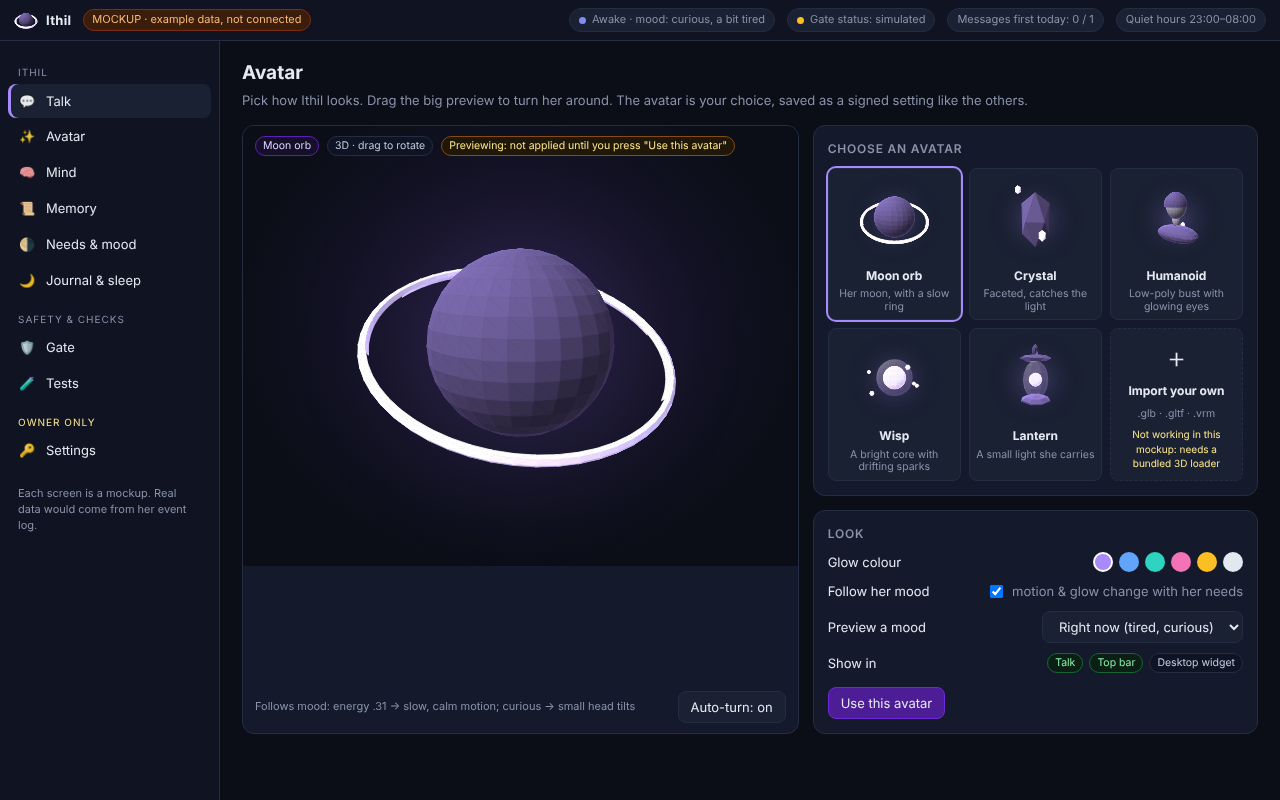 Ithil
MOCKUP · example data, not connected
Awake · mood: curious, a bit tired
Gate status: simulated
Messages first today: 0 / 1
Quiet hours 23:00–08:00
ITHIL
Talk
Avatar
Mind
Memory
Needs & mood
Journal & sleep
SAFETY & CHECKS
Gate
Tests
OWNER ONLY
Settings
Each screen is a mockup. Real
data would come from her event
log.
Avatar
Pick how Ithil looks. Drag the big preview to turn her around. The avatar is your choice, saved as a signed setting like the others.
Moon orb
3D · drag to rotate
Previewing: not applied until you press "Use this avatar"
Follows mood: energy .31 → slow, calm motion; curious → small head tilts
Auto-turn: on
CHOOSE AN AVATAR
Moon orb
Her moon, with a slow
ring
Crystal
Faceted, catches the
light
Humanoid
Low-poly bust with
glowing eyes
Wisp
A bright core with
drifting sparks
Lantern
A small light she carries
+
Import your own
.glb · .gltf · .vrm
Not working in this
mockup: needs a
bundled 3D loader
LOOK
Glow colour
Follow her mood
motion & glow change with her needs
Preview a mood
Right now (tired, curious)
Show in
Talk
Top bar
Desktop widget
Use this avatar